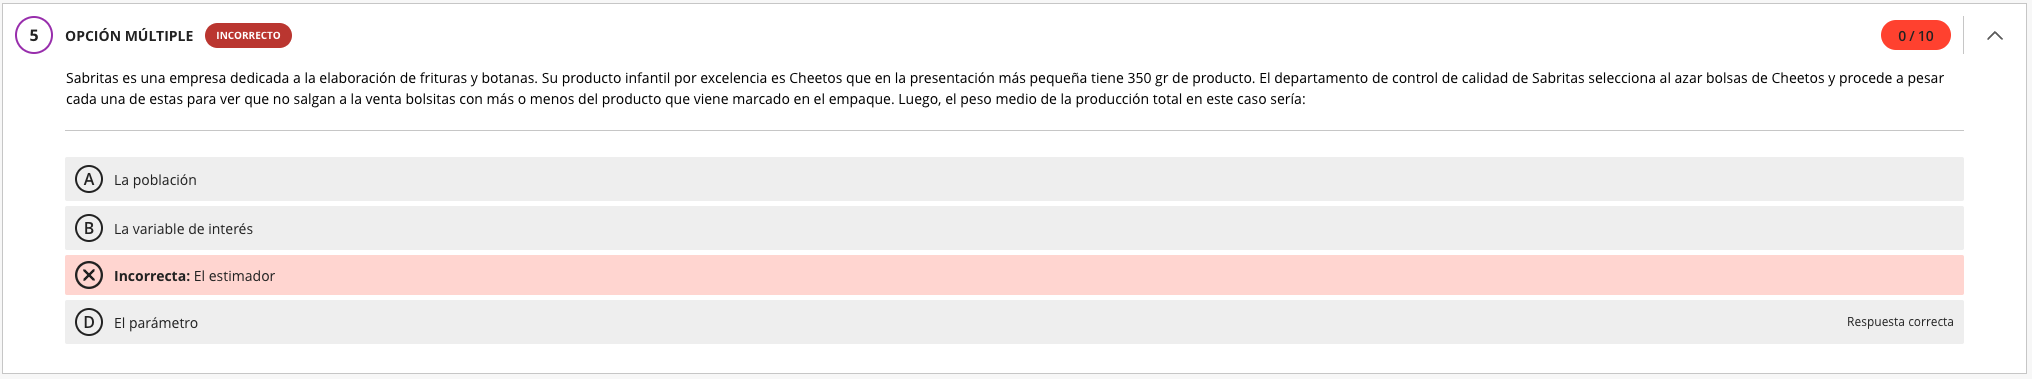 5 OPCIÓN MÚLTIPLE INCORRECTO 0 / 10
Sabritas es una empresa dedicada a la elaboración de frituras y botanas. Su producto infantil por excelencia es Cheetos que en la presentación más pequeña tiene 350 gr de producto. El departamento de control de calidad de Sabritas selecciona al azar bolsas de Cheetos y procede a pesar
cada una de estas para ver que no salgan a la venta bolsitas con más o menos del producto que viene marcado en el empaque. Luego, el peso medio de la producción total en este caso sería:
A La población
B La variable de interés
Incorrecta: El estimador
D El parámetro Respuesta correcta